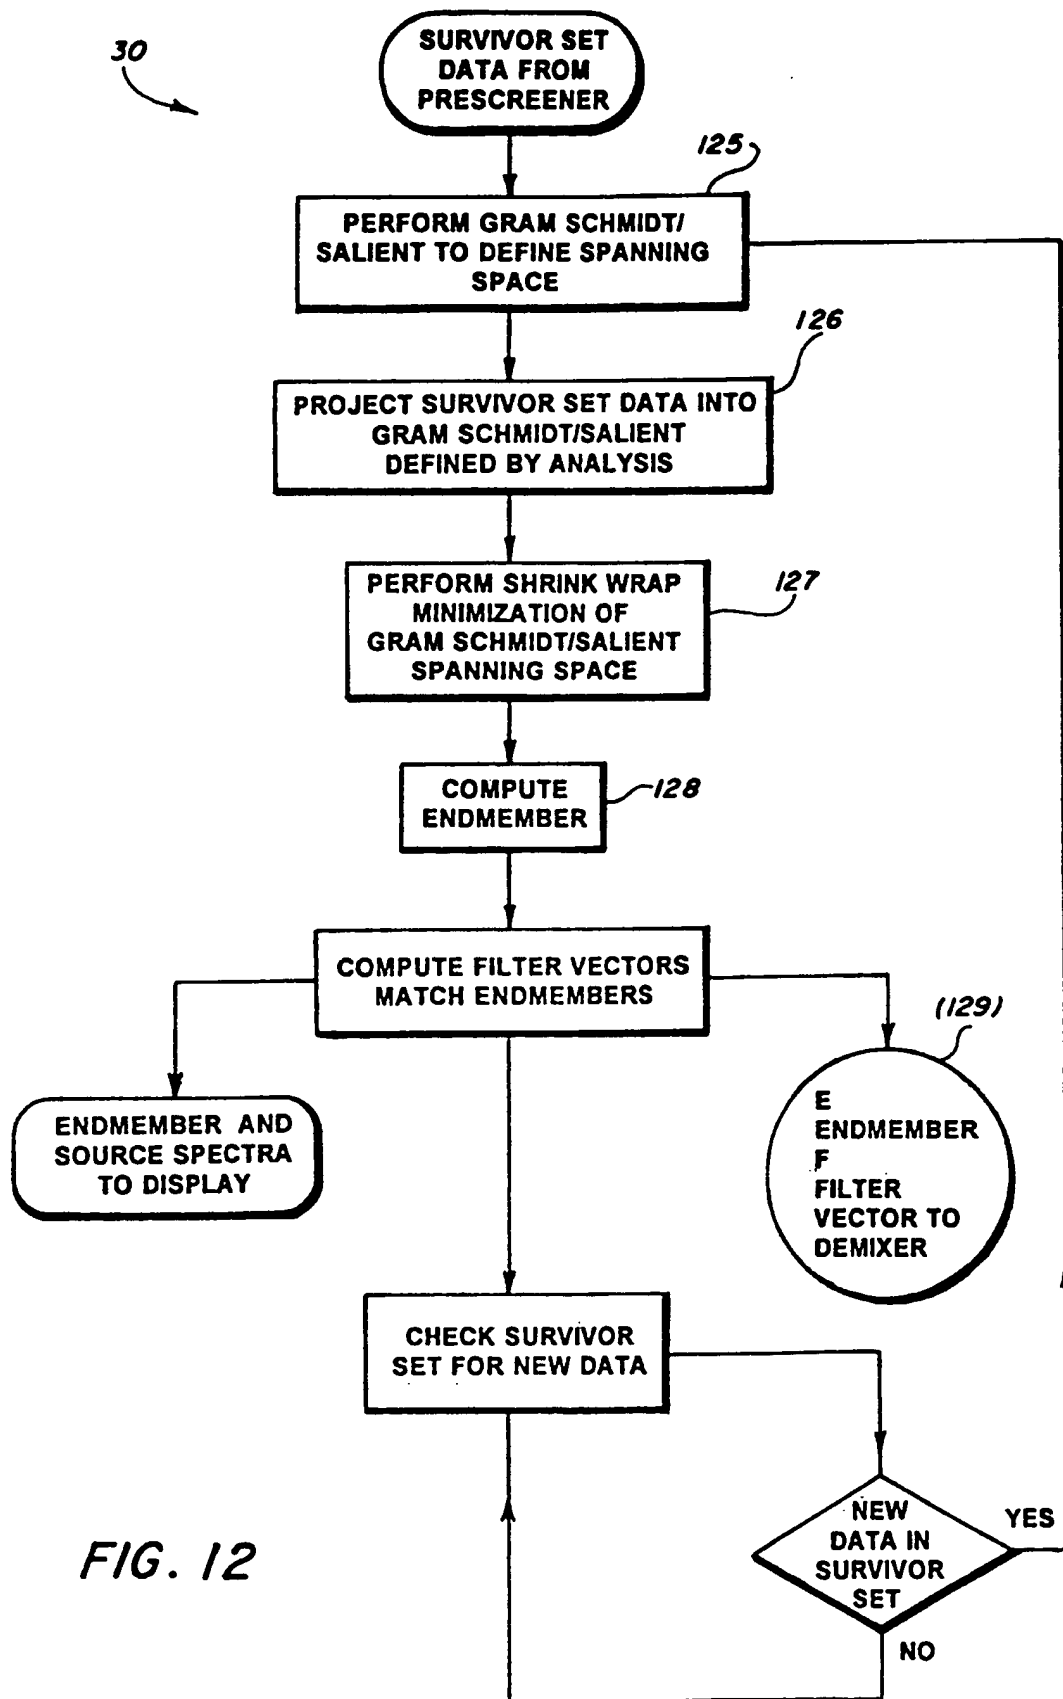 30
SURVIVOR SET
DATA FROM
PRESCREENER
125
PERFORM GRAM SCHMIDT/
SALIENT TO DEFINE SPANNING
SPACE
126
PROJECT SURVIVOR SET DATA INTO
GRAM SCHMIDT/SALIENT
DEFINED BY ANALYSIS
PERFORM SHRINK WRAP
MINIMIZATION OF
GRAM SCHMIDT/SALIENT
SPANNING SPACE
127
COMPUTE
ENDMEMBER
128
COMPUTE FILTER VECTORS
MATCH ENDMEMBERS
(129)
ENDMEMBER AND
SOURCE SPECTRA
TO DISPLAY
E
ENDMEMBER
F
FILTER
VECTOR TO
DEMIXER
CHECK SURVIVOR
SET FOR NEW DATA
NEW
DATA IN
SURVIVOR
SET
YES
NO
FIG. 12